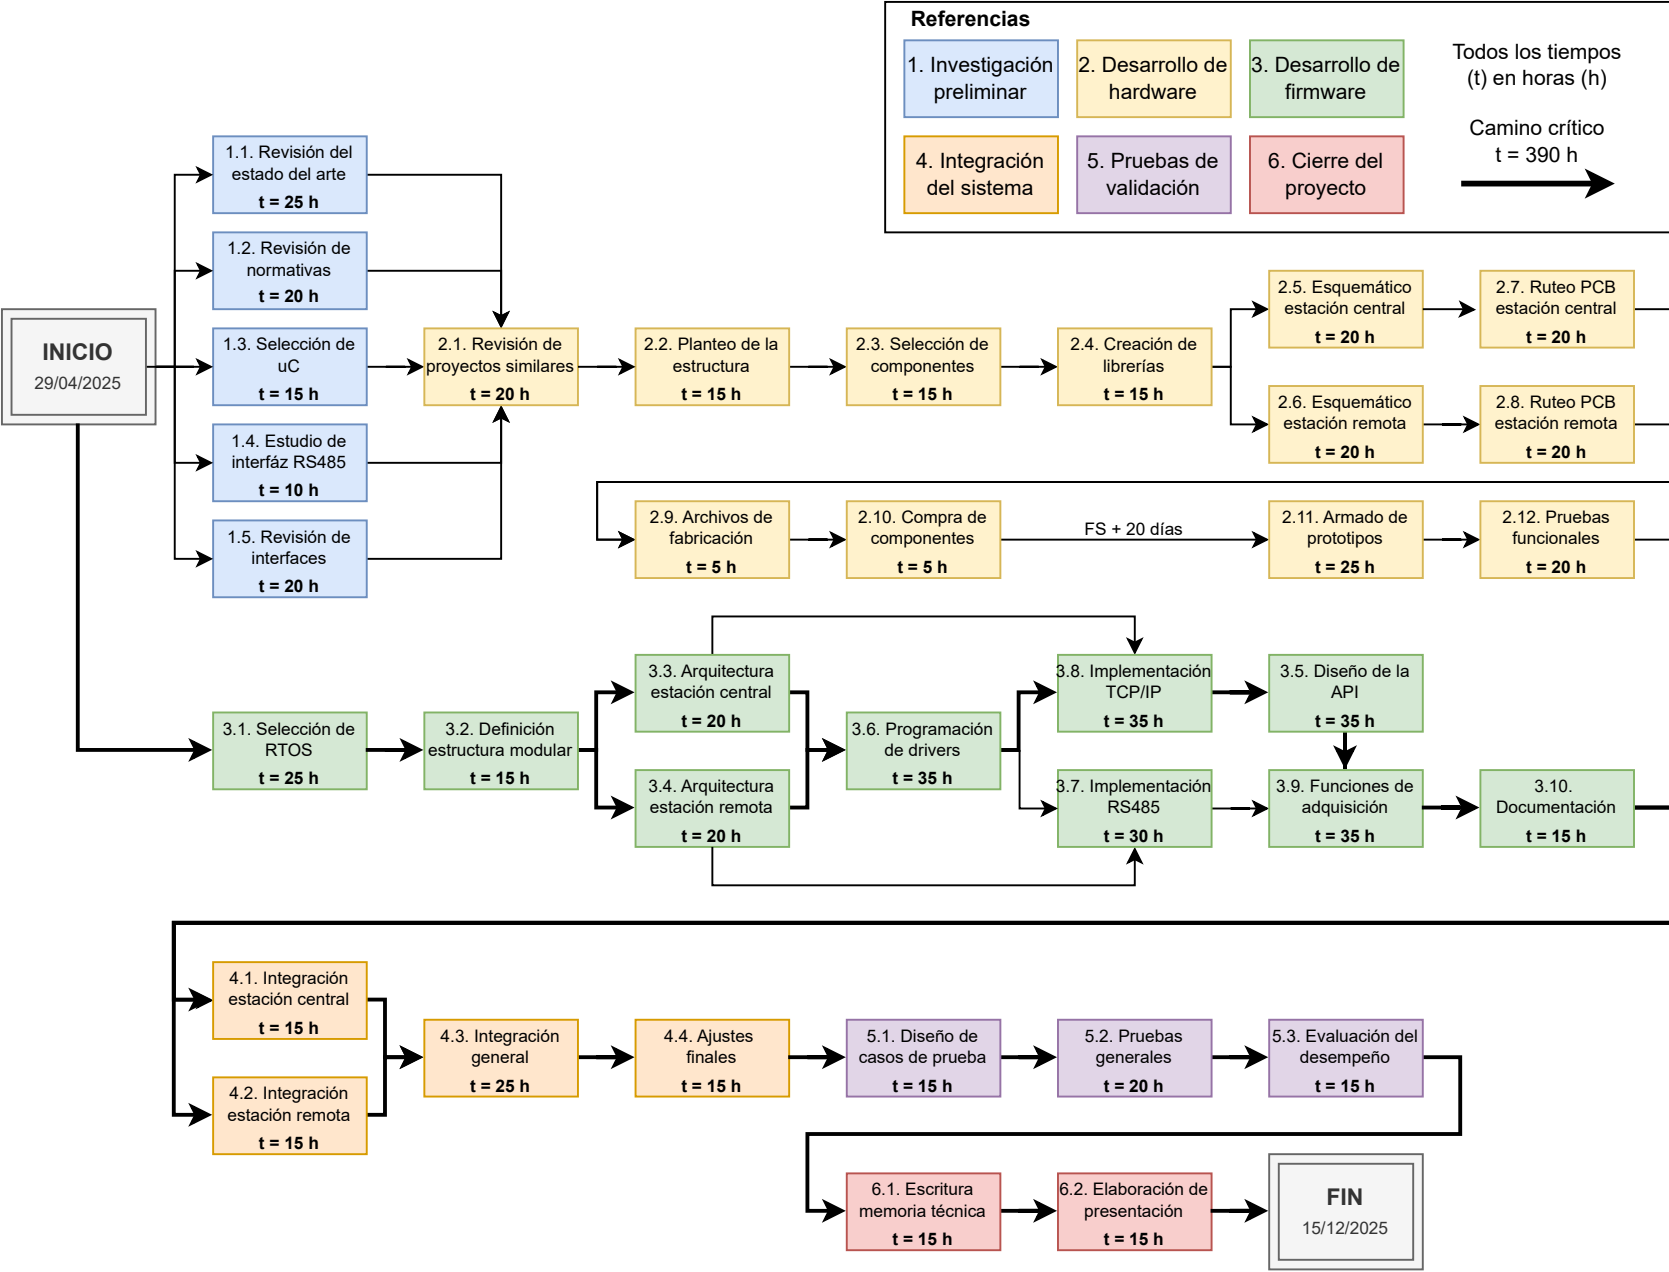 Referencias
1. Investigación
preliminar
2. Desarrollo de
hardware
3. Desarrollo de
firmware
4. Integración
del sistema
5. Pruebas de
validación
6. Cierre del
proyecto
Todos los tiempos
(t) en horas (h)
Camino crítico
t = 390 h
INICIO
29/04/2025
1.1. Revisión del
estado del arte
t = 25 h
1.2. Revisión de
normativas
t = 20 h
1.3. Selección de
uC
t = 15 h
1.4. Estudio de
interfáz RS485
t = 10 h
1.5. Revisión de
interfaces
t = 20 h
2.1. Revisión de
proyectos similares
t = 20 h
2.2. Planteo de la
estructura
t = 15 h
2.3. Selección de
componentes
t = 15 h
2.4. Creación de
librerías
t = 15 h
2.5. Esquemático
estación central
t = 20 h
2.6. Esquemático
estación remota
t = 20 h
2.7. Ruteo PCB
estación central
t = 20 h
2.8. Ruteo PCB
estación remota
t = 20 h
2.9. Archivos de
fabricación
t = 5 h
2.10. Compra de
componentes
t = 5 h
FS + 20 días
2.11. Armado de
prototipos
t = 25 h
2.12. Pruebas
funcionales
t = 20 h
3.1. Selección de
RTOS
t = 25 h
3.2. Definición
estructura modular
t = 15 h
3.3. Arquitectura
estación central
t = 20 h
3.4. Arquitectura
estación remota
t = 20 h
3.6. Programación
de drivers
t = 35 h
3.8. Implementación
TCP/IP
t = 35 h
3.7. Implementación
RS485
t = 30 h
3.5. Diseño de la
API
t = 35 h
3.9. Funciones de
adquisición
t = 35 h
3.10.
Documentación
t = 15 h
4.1. Integración
estación central
t = 15 h
4.2. Integración
estación remota
t = 15 h
4.3. Integración
general
t = 25 h
4.4. Ajustes
finales
t = 15 h
5.1. Diseño de
casos de prueba
t = 15 h
5.2. Pruebas
generales
t = 20 h
5.3. Evaluación del
desempeño
t = 15 h
6.1. Escritura
memoria técnica
t = 15 h
6.2. Elaboración de
presentación
t = 15 h
FIN
15/12/2025